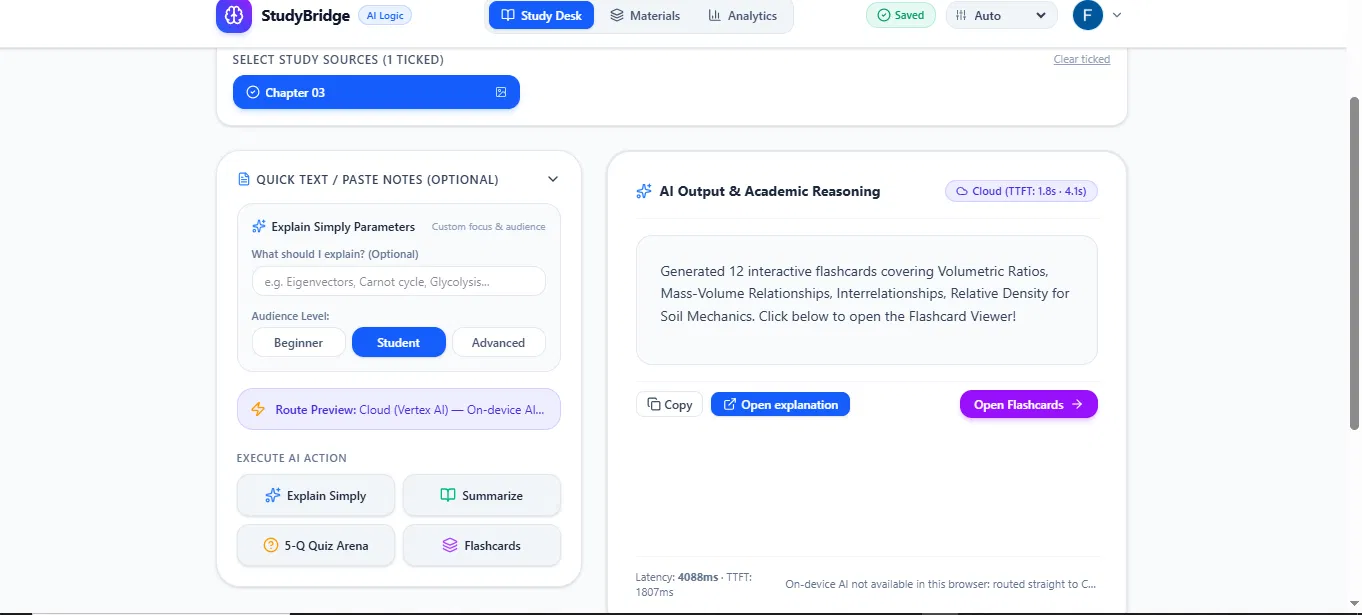 StudyBridge AI Logic Study Desk Materials Analytics Saved Auto F
SELECT STUDY SOURCES (1 TICKED) Clear ticked
Chapter 03
QUICK TEXT / PASTE NOTES (OPTIONAL)
Explain Simply Parameters Custom focus & audience
What should I explain? (Optional)
e.g. Eigenvectors, Carnot cycle, Glycolysis...
Audience Level:
Beginner Student Advanced
Route Preview: Cloud (Vertex AI) — On-device AI...
EXECUTE AI ACTION
Explain Simply Summarize
5-Q Quiz Arena Flashcards
AI Output & Academic Reasoning Cloud (TTFT: 1.8s · 4.1s)
Generated 12 interactive flashcards covering Volumetric Ratios,
Mass-Volume Relationships, Interrelationships, Relative Density for
Soil Mechanics. Click below to open the Flashcard Viewer!
Copy Open explanation Open Flashcards →
Latency: 4088ms · TTFT:
1807ms
On-device AI not available in this browser: routed straight to C...